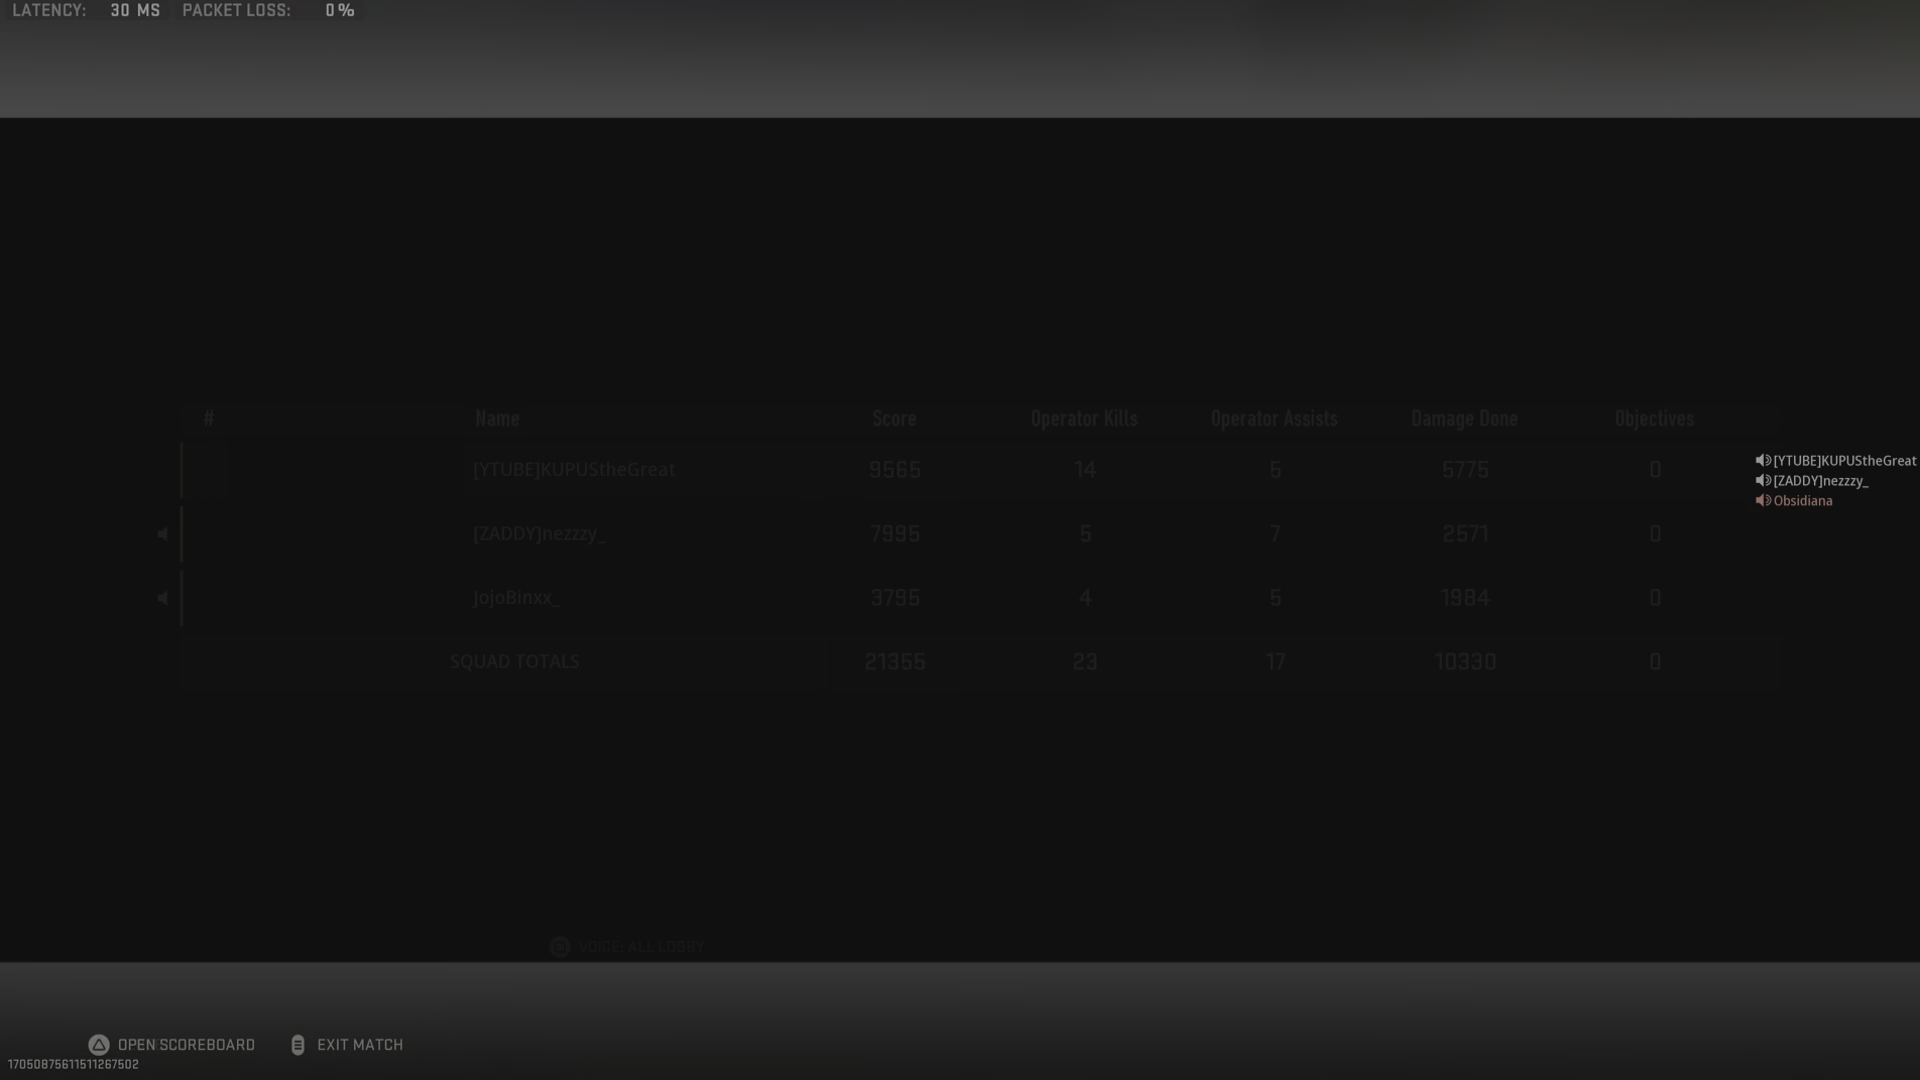 LATENCY: 30 MS PACKET LOSS: 0 %
# Name Score Operator Kills Operator Assists Damage Done Objectives
[YTUBE]KUPUStheGreat 9565 14 5 5775 0
[YTUBE]KUPUStheGreat
[ZADDY]nezzzy_
Obsidiana
[ZADDY]nezzzy_ 7995 5 7 2571 0
JojoBinxx_ 3795 4 5 1984 0
SQUAD TOTALS 21355 23 17 10330 0
VOICE: ALL LOBBY
OPEN SCOREBOARD EXIT MATCH
17050875611511267502